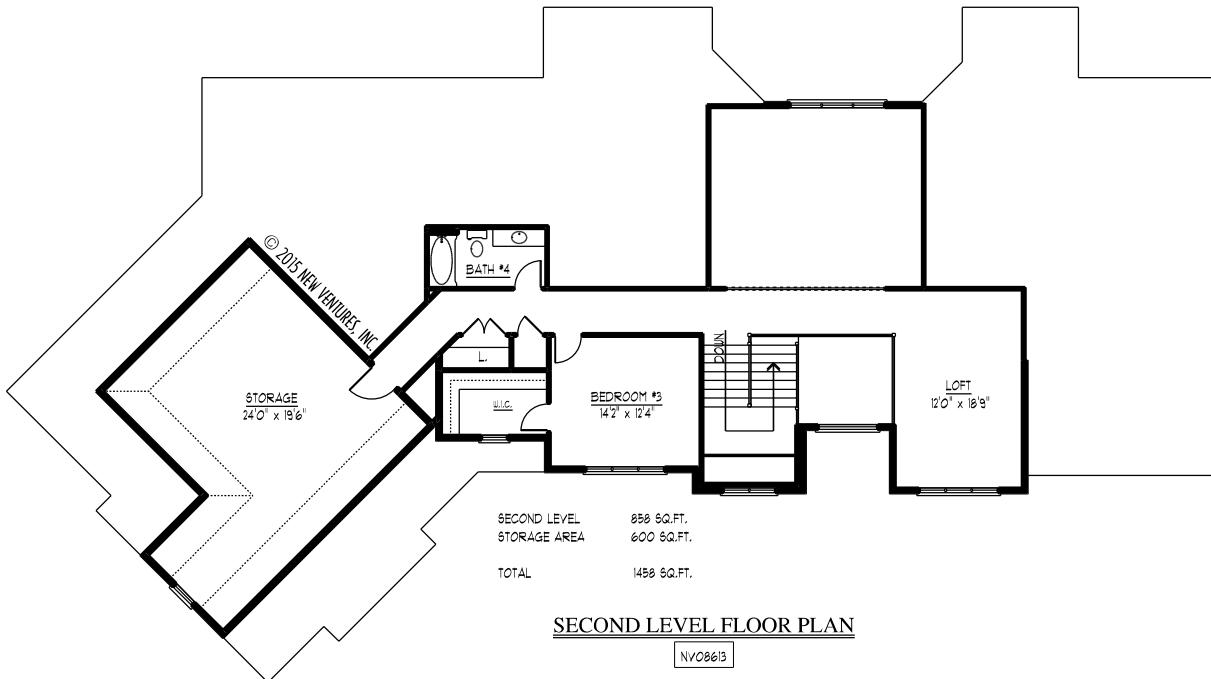 © 2015 NEW VENTURES, INC.
BATH #4
DOWN
L.
STORAGE
24'0" x 19'6"
W.I.C.
BEDROOM #3
14'2" x 12'4"
LOFT
12'0" x 18'9"
SECOND LEVEL 858 SQ.FT.
STORAGE AREA 600 SQ.FT.
TOTAL 1458 SQ.FT.
SECOND LEVEL FLOOR PLAN
NV08613